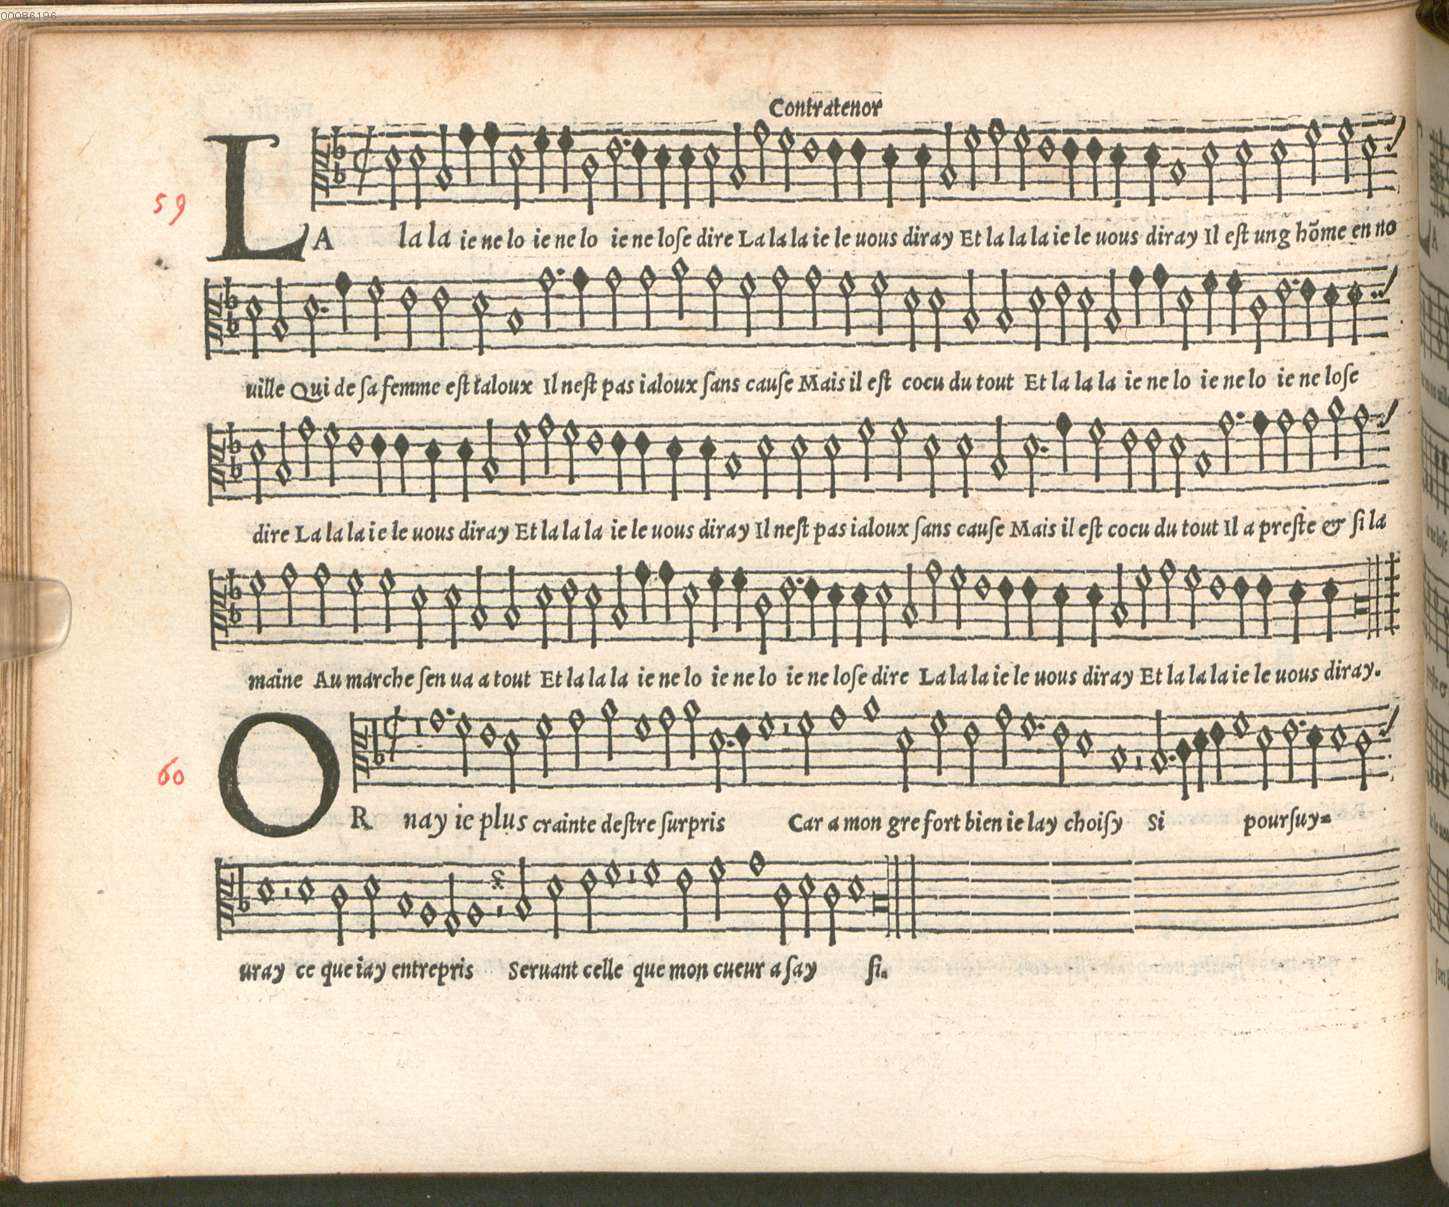 00086196
Contratenor
59
LA la la ie ne lo ie ne lo ie ne loſe dire La la la ie le uous diray Et la la la ie le uous diray Il eſt ung hõme en no
uille Qui de ſa femme eſt ialoux Il neſt pas ialoux ſans cauſe Mais il eſt cocu du tout Et la la la ie ne lo ie ne lo ie ne loſe
dire La la la ie le uous diray Et la la la ie le uous diray Il neſt pas ialoux ſans cauſe Mais il eſt cocu du tout Il a preſte & ſi la
maine Au marche ſen ua a tout Et la la la ie ne lo ie ne lo ie ne loſe dire La la la ie le uous diray Et la la la ie le uous diray.
60
OR nay ie plus crainte deſtre ſurpris Car a mon gre fort bien ie lay choiſy Si pourſuy=
uray ce que iay entrepris Seruant celle que mon cueur a ſay ſi.